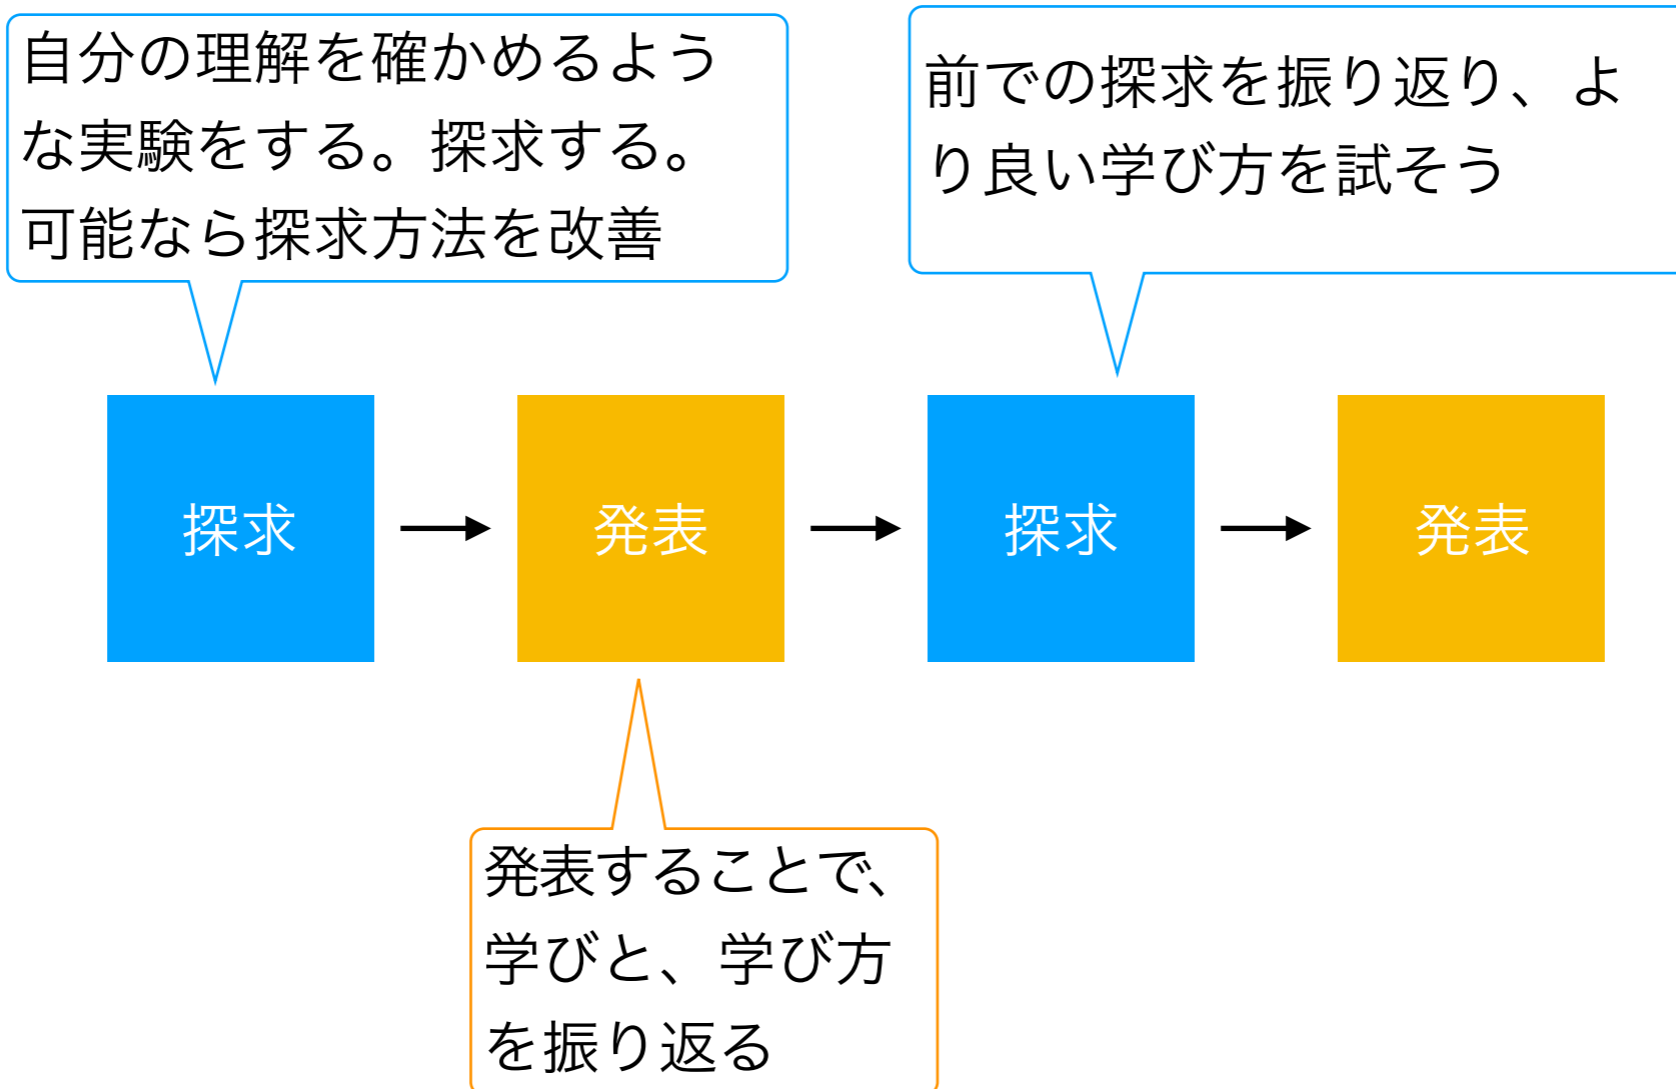 自分の理解を確かめるよう
な実験をする。探求する。
可能なら探求方法を改善
前での探求を振り返り、よ
り良い学び方を試そう
探求
発表
探求
発表
発表することで、
学びと、学び方
を振り返る